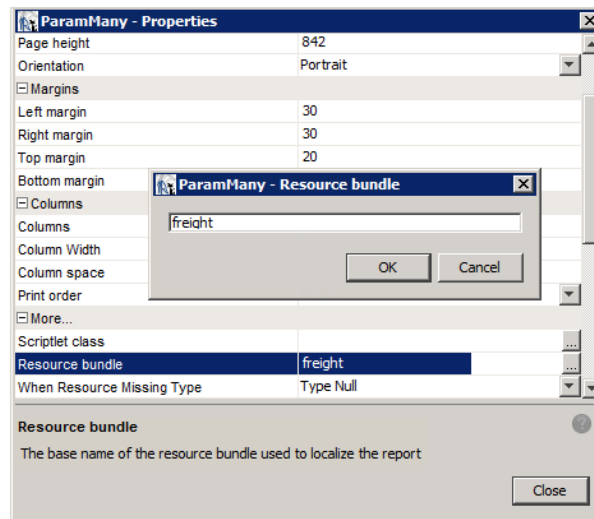 ParamMany - Properties
Page height 842
Orientation Portrait
Margins
Left margin 30
Right margin 30
Top margin 20
Bottom margin
ParamMany - Resource bundle
freight
OK Cancel
Columns
Columns
Column Width
Column space
Print order
More...
Scriptlet class ...
Resource bundle freight ...
When Resource Missing Type Type Null
Resource bundle ?
The base name of the resource bundle used to localize the report
Close